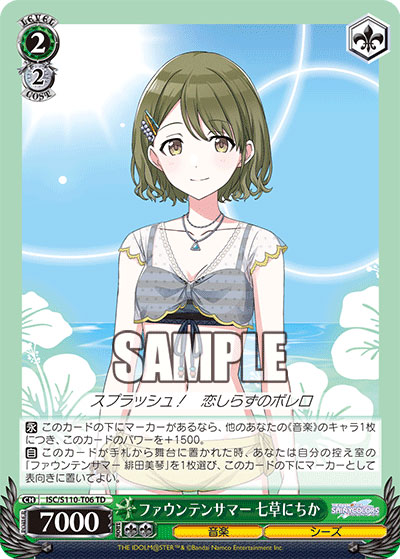 LEVEL
2
2
COST
SAMPLE
スプラッシュ! 恋しらずのボレロ
永 このカードの下にマーカーがあるなら、他のあなたの《音楽》のキャラ1枚
につき、このカードのパワーを+1500。
自 このカードが手札から舞台に置かれた時、あなたは自分の控え室の
「ファウンテンサマー 緋田美琴」を1枚選び、このカードの下にマーカーとし
て表向きに置いてよい。
CH ISC/S110-T06 TD
ファウンテンサマー 七草にちか
THE IDOLM@STER SHINYCOLORS
7000
音楽
シーズ
THE IDOLM@STER™& ©Bandai Namco Entertainment Inc.